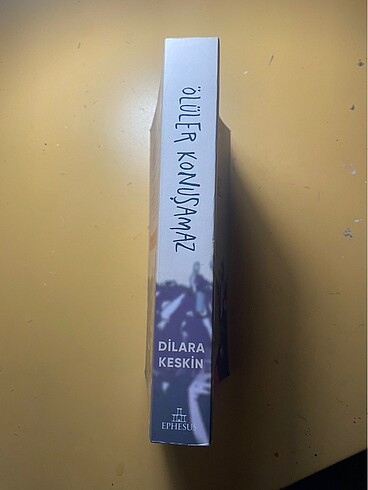 ÖLÜLER KONUŞAMAZ
DİLARA
KESKİN
EPHESUS